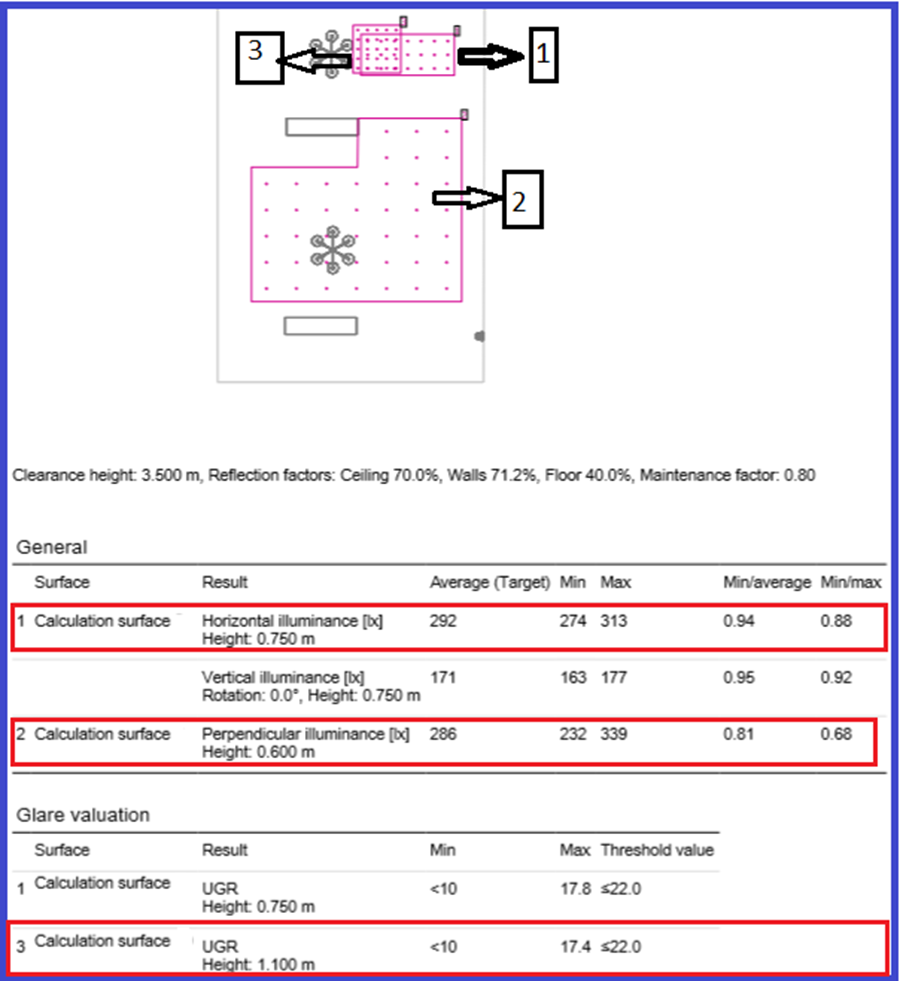 3
1
2
Clearance height: 3.500 m, Reflection factors: Ceiling 70.0%, Walls 71.2%, Floor 40.0%, Maintenance factor: 0.80
General
Surface Result Average (Target) Min Max Min/average Min/max
1 Calculation surface Horizontal illuminance [lx] 292 274 313 0.94 0.88
Height: 0.750 m
Vertical illuminance [lx] 171 163 177 0.95 0.92
Rotation: 0.0°, Height: 0.750 m
2 Calculation surface Perpendicular illuminance [lx] 286 232 339 0.81 0.68
Height: 0.600 m
Glare valuation
Surface Result Min Max Threshold value
1 Calculation surface UGR <10 17.8 ≤22.0
Height: 0.750 m
3 Calculation surface UGR <10 17.4 ≤22.0
Height: 1.100 m